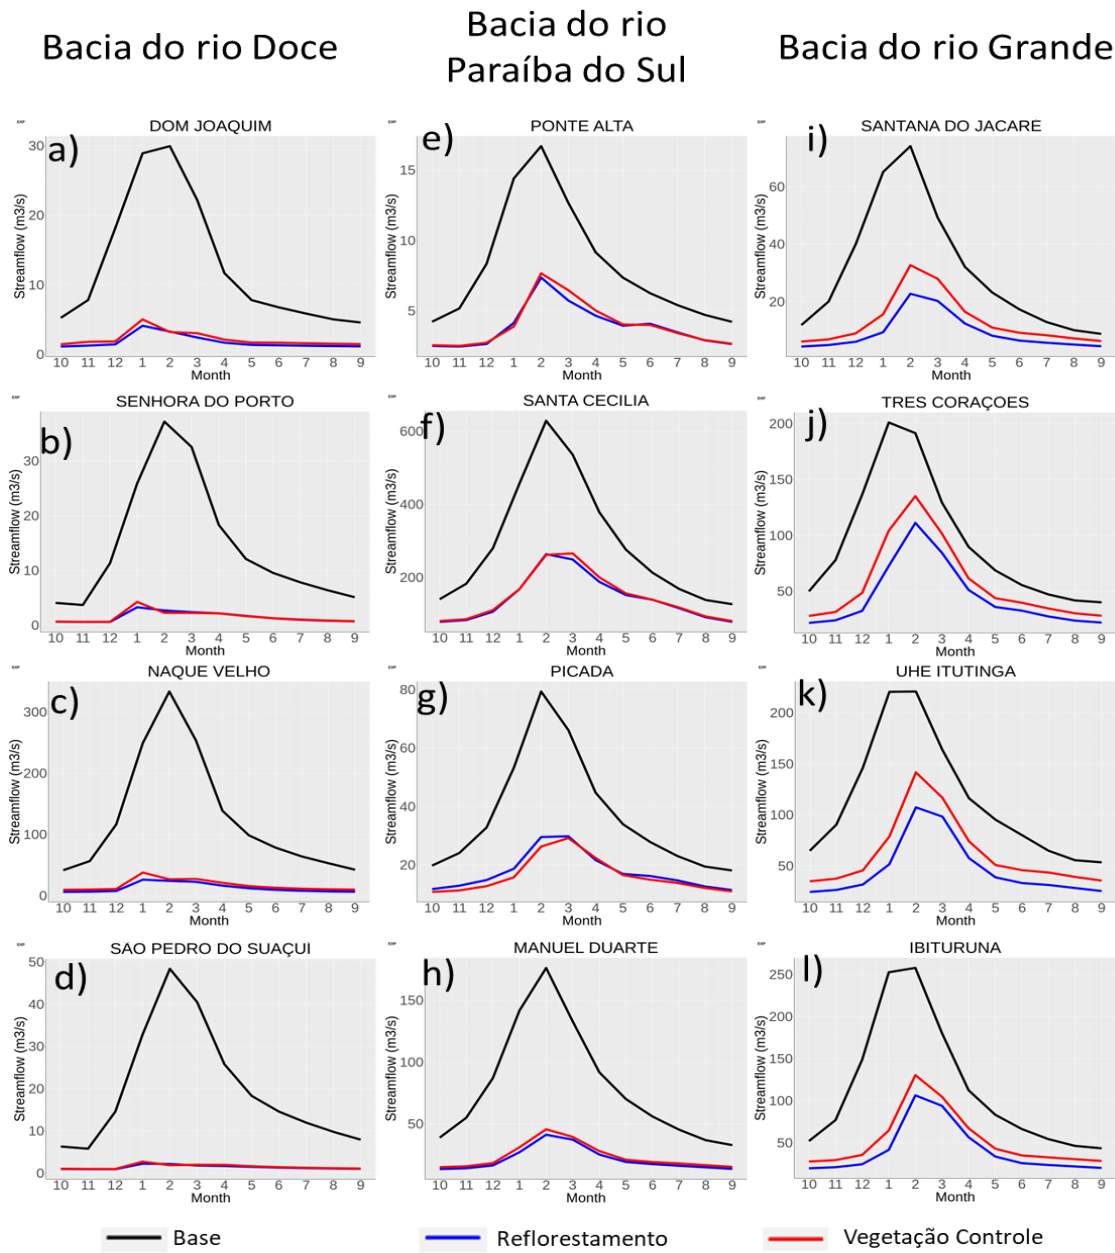 Bacia do rio Doce
Bacia do rio
Paraíba do Sul
Bacia do rio Grande
EXP
DOM JOAQUIM
a)
Streamflow (m3/s)
30
20
10
0
10 11 12 1 2 3 4 5 6 7 8 9
Month
EXP
PONTE ALTA
e)
Streamflow (m3/s)
15
10
5
10 11 12 1 2 3 4 5 6 7 8 9
Month
EXP
SANTANA DO JACARE
i)
Streamflow (m3/s)
60
40
20
10 11 12 1 2 3 4 5 6 7 8 9
Month
EXP
SENHORA DO PORTO
b)
Streamflow (m3/s)
30
20
10
0
10 11 12 1 2 3 4 5 6 7 8 9
Month
EXP
SANTA CECILIA
f)
Streamflow (m3/s)
600
400
200
10 11 12 1 2 3 4 5 6 7 8 9
Month
EXP
TRES CORAÇOES
j)
Streamflow (m3/s)
200
150
100
50
10 11 12 1 2 3 4 5 6 7 8 9
Month
EXP
NAQUE VELHO
c)
Streamflow (m3/s)
300
200
100
0
10 11 12 1 2 3 4 5 6 7 8 9
Month
EXP
PICADA
g)
Streamflow (m3/s)
80
60
40
20
10 11 12 1 2 3 4 5 6 7 8 9
Month
EXP
UHE ITUTINGA
k)
Streamflow (m3/s)
200
150
100
50
10 11 12 1 2 3 4 5 6 7 8 9
Month
EXP
SAO PEDRO DO SUAÇUI
d)
Streamflow (m3/s)
50
40
30
20
10
0
10 11 12 1 2 3 4 5 6 7 8 9
Month
EXP
MANUEL DUARTE
h)
Streamflow (m3/s)
150
100
50
10 11 12 1 2 3 4 5 6 7 8 9
Month
EXP
IBITURUNA
l)
Streamflow (m3/s)
250
200
150
100
50
10 11 12 1 2 3 4 5 6 7 8 9
Month
Base
Reflorestamento
Vegetação Controle